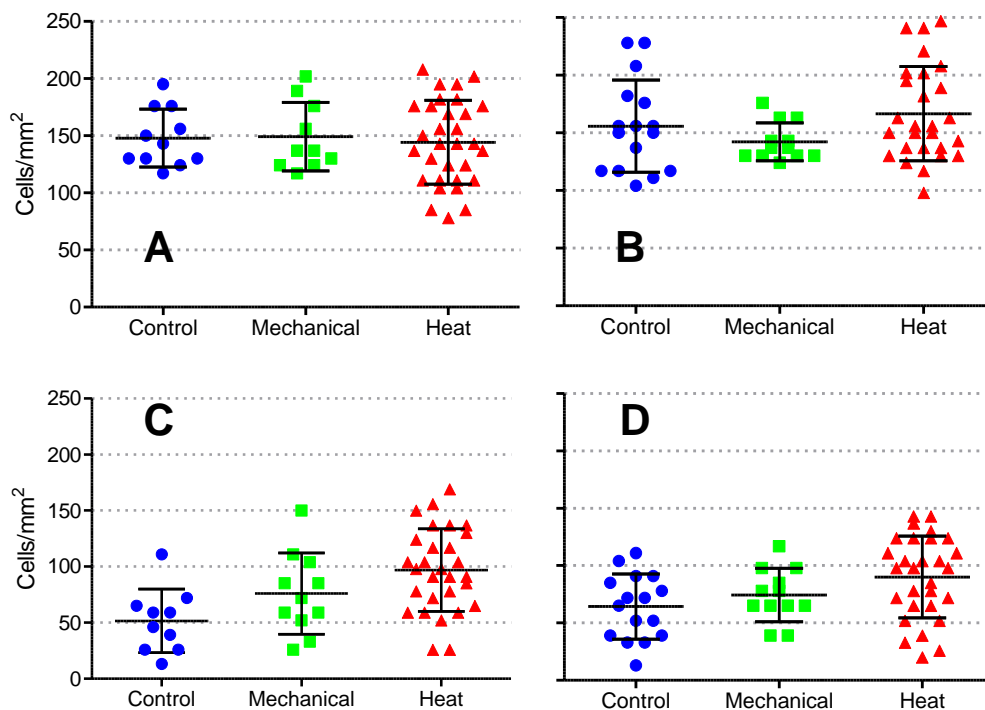 250
200
150
100
50
0
Cells/mm²
A
Control
Mechanical
Heat
B
Control
Mechanical
Heat
250
200
150
100
50
0
Cells/mm²
C
Control
Mechanical
Heat
D
Control
Mechanical
Heat